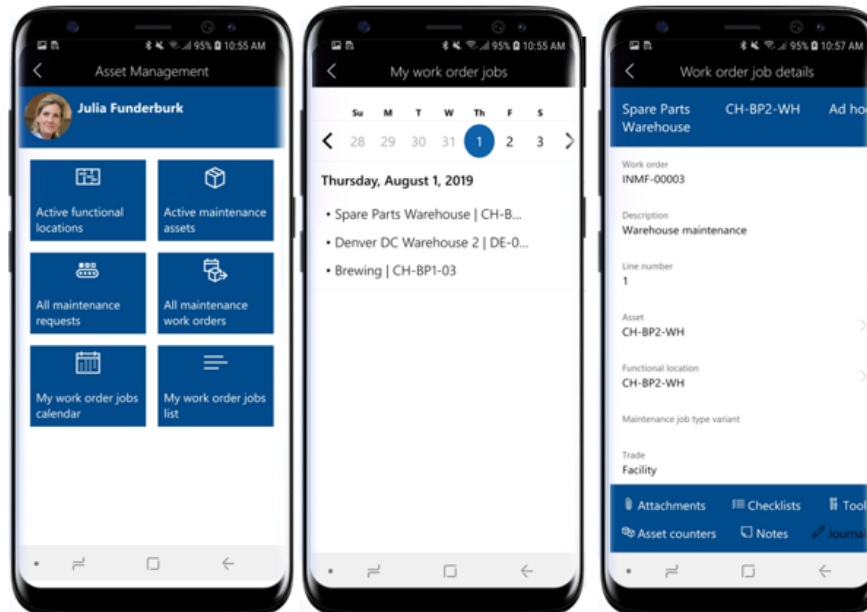 95% 10:55 AM
Asset Management
Julia Funderburk
Active functional
locations
Active maintenance
assets
All maintenance
requests
All maintenance
work orders
My work order jobs
calendar
My work order jobs
list
95% 10:55 AM
My work order jobs
Su M T W Th F S
28 29 30 31 1 2 3
Thursday, August 1, 2019
• Spare Parts Warehouse | CH-B...
• Denver DC Warehouse 2 | DE-0...
• Brewing | CH-BP1-03
95% 10:57 AM
Work order job details
Spare Parts
Warehouse
CH-BP2-WH
Ad ho
Work order
INMF-00003
Description
Warehouse maintenance
Line number
1
Asset
CH-BP2-WH
Functional location
CH-BP2-WH
Maintenance job type variant
Trade
Facility
Attachments Checklists Tool
Asset counters Notes Journal